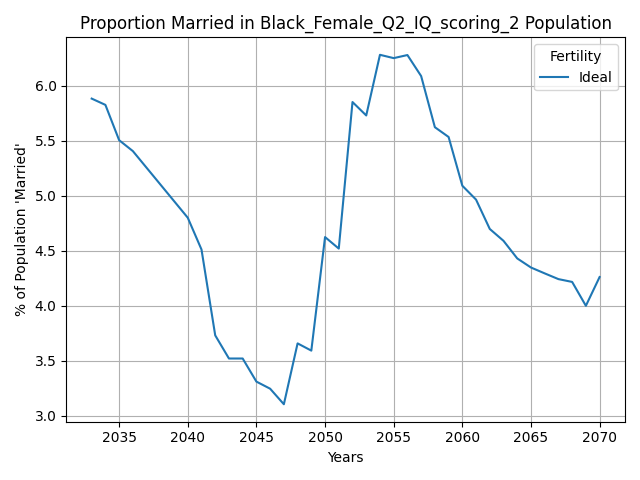 Proportion Married in Black_Female_Q2_IQ_scoring_2 Population
Fertility
Ideal
% of Population 'Married'
6.0
5.5
5.0
4.5
4.0
3.5
3.0
2035 2040 2045 2050 2055 2060 2065 2070
Years